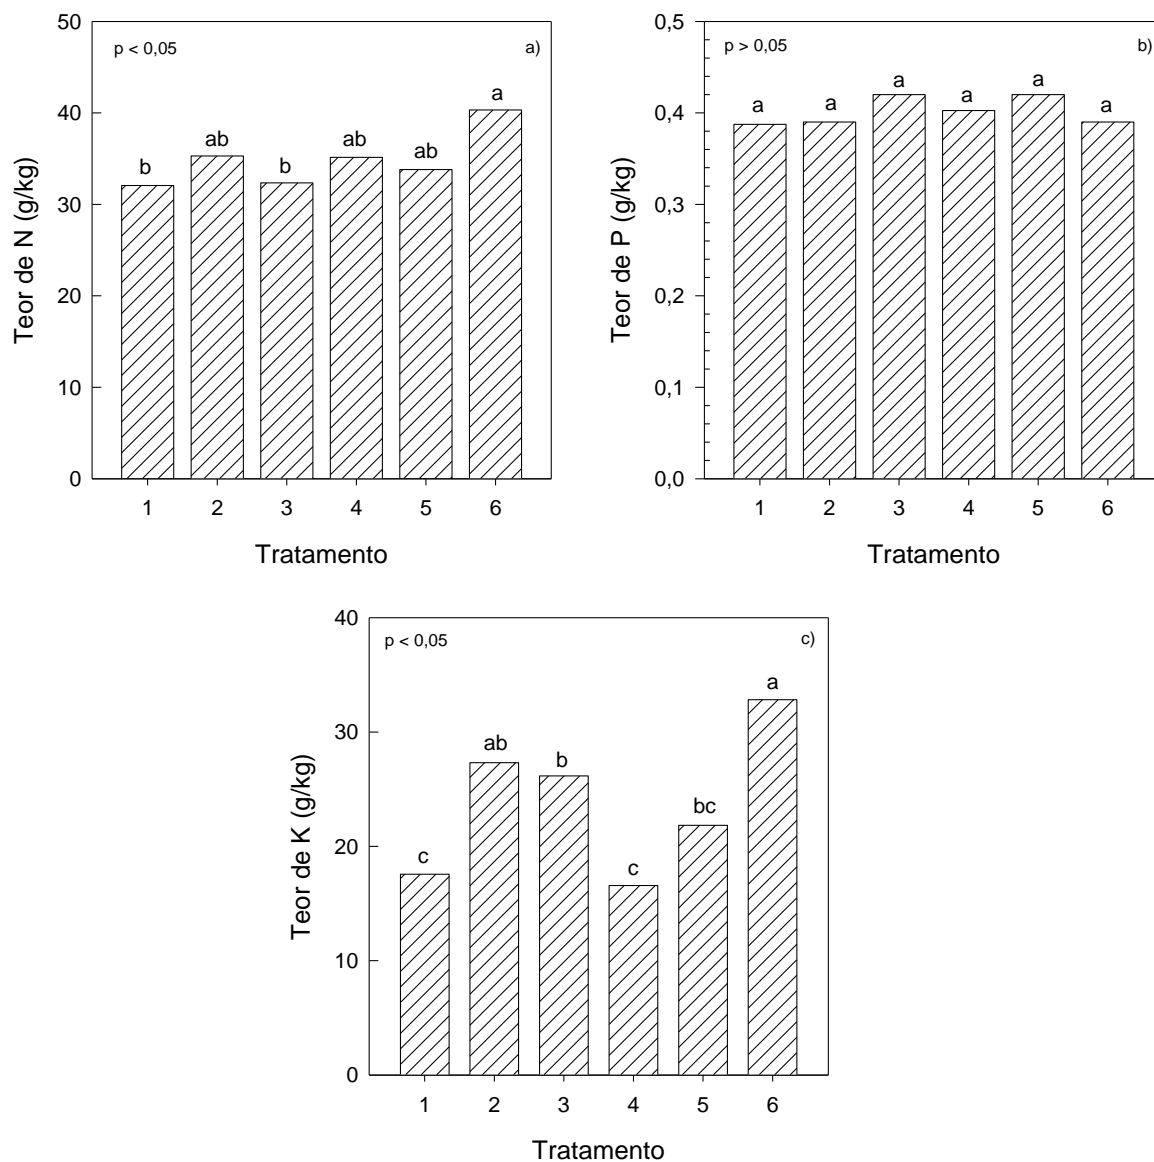 p < 0,05
a)
Teor de N (g/kg)
50
40
30
20
10
0
b
ab
b
ab
ab
a
1 2 3 4 5 6
Tratamento
p > 0,05
b)
Teor de P (g/kg)
0,5
0,4
0,3
0,2
0,1
0,0
a
a
a
a
a
a
1 2 3 4 5 6
Tratamento
p < 0,05
c)
Teor de K (g/kg)
40
30
20
10
0
c
ab
b
c
bc
a
1 2 3 4 5 6
Tratamento